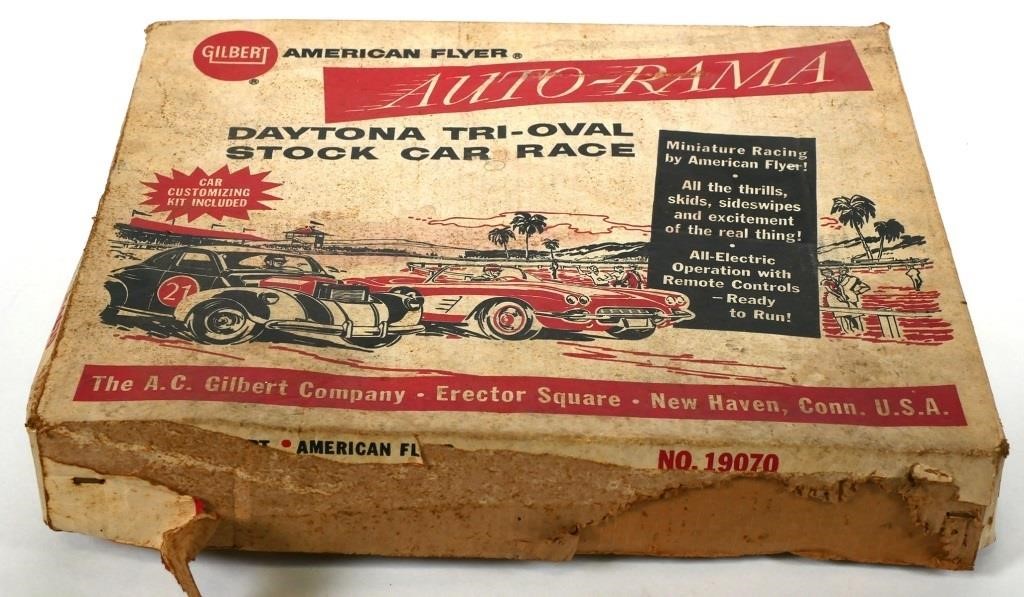 GILBERT
®
AMERICAN FLYER®
AUTO-RAMA
DAYTONA TRI-OVAL
STOCK CAR RACE
CAR
CUSTOMIZING
KIT INCLUDED
Miniature Racing
by American Flyer!
•
All the thrills,
skids, sideswipes
and excitement
of the real thing!
•
All-Electric
Operation with
Remote Controls
—Ready
to Run!
21
The A.C. Gilbert Company • Erector Square • New Haven, Conn. U.S.A.
• AMERICAN FL
NO. 19070